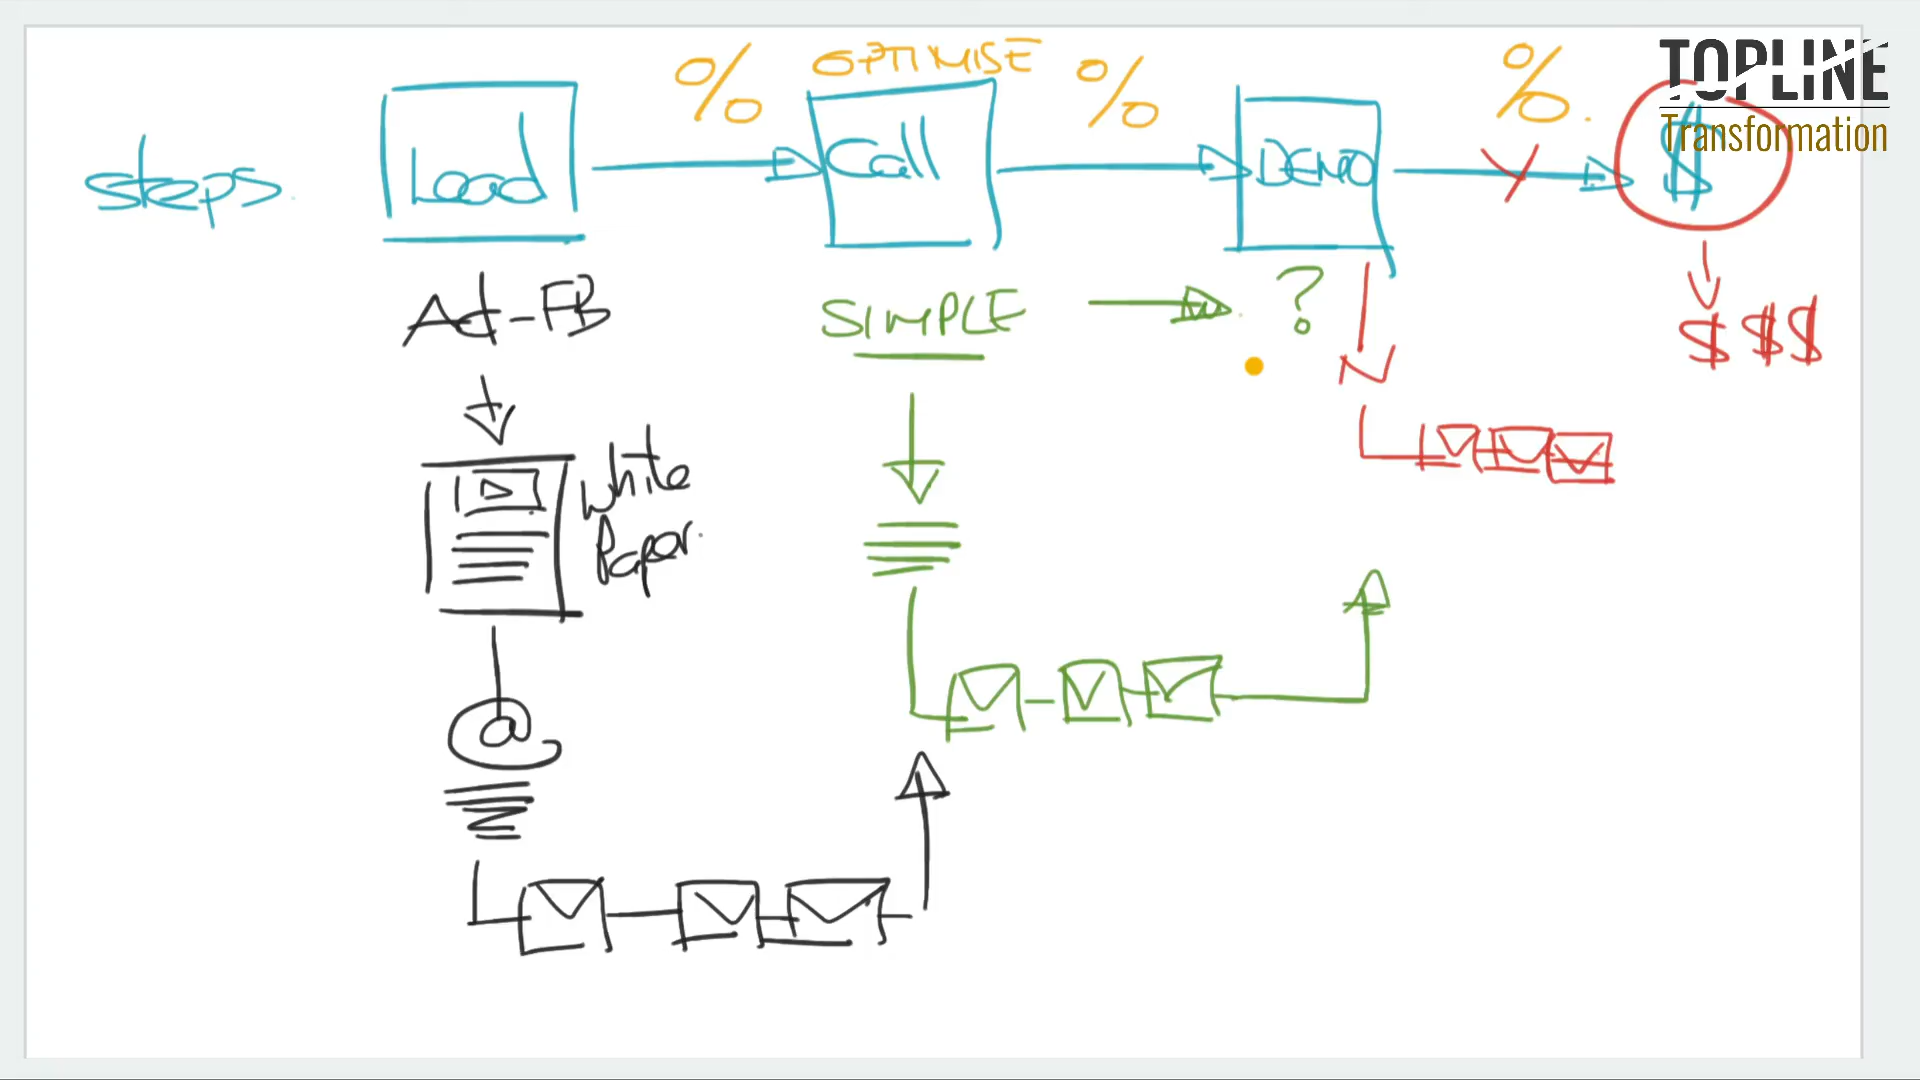 % OPTIMISE % %.
TOPLINE
Transformation
steps.
Lead
Call
DEMO
$
Ad-FB
SIMPLE
?
N
$$$
White
Paper.
@